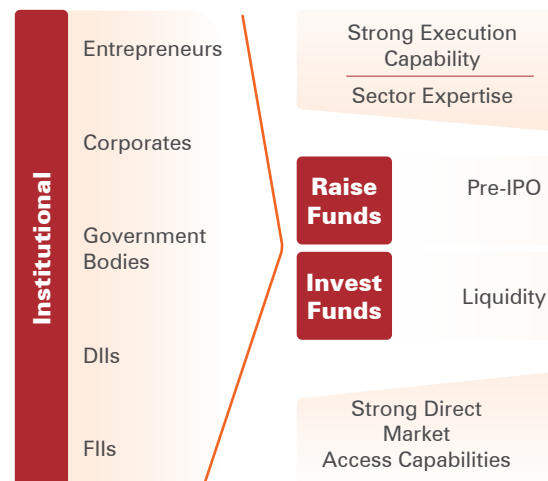 Institutional
Entrepreneurs
Corporates
Government
Bodies
DIIs
FIIs
Strong Execution
Capability
Sector Expertise
Raise
Funds
Pre-IPO
Invest
Funds
Liquidity
Strong Direct
Market
Access Capabilities